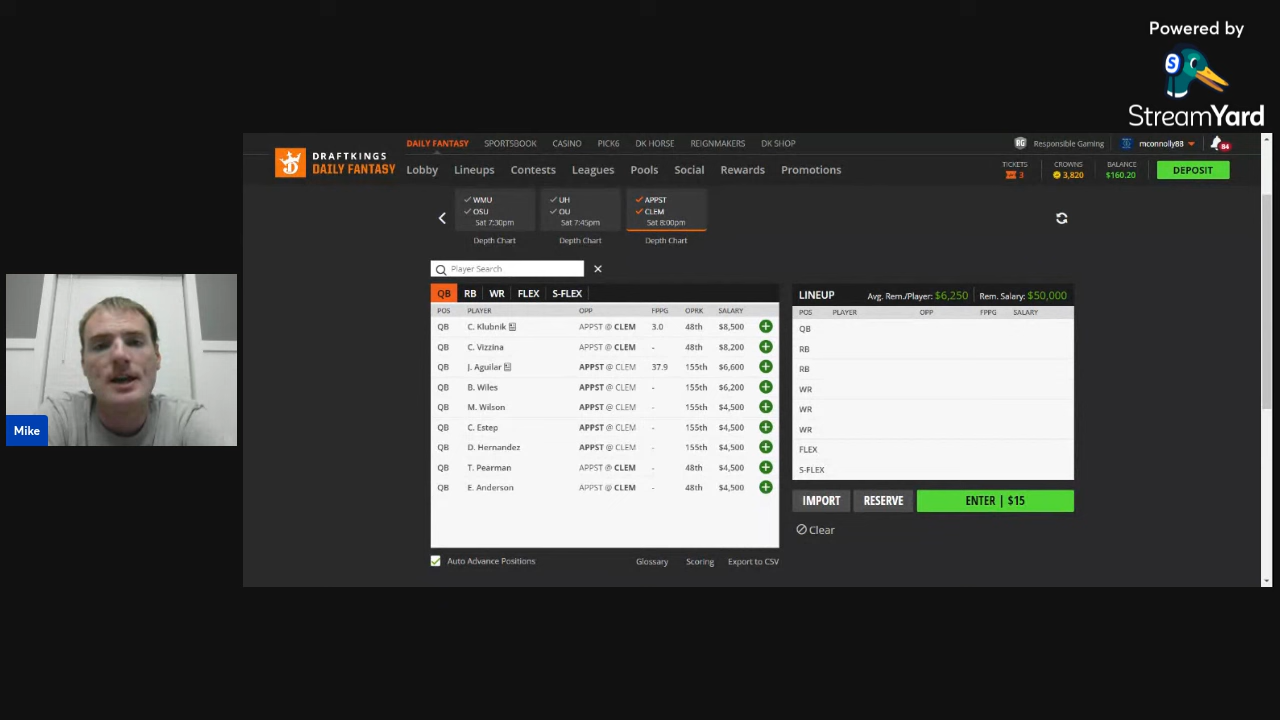 Powered by
StreamYard
DRAFTKINGS
DAILY FANTASY
DAILY FANTASY SPORTSBOOK CASINO PICK6 DK HORSE REIGNMAKERS DK SHOP
RG Responsible Gaming mconnolly88 84
Lobby Lineups Contests Leagues Pools Social Rewards Promotions
TICKETS CROWNS BALANCE
3 3,820 $160.20
DEPOSIT
WMU UH APPST
OSU OU CLEM
Sat 7:30pm Sat 7:45pm Sat 8:00pm
Depth Chart Depth Chart Depth Chart
Player Search
QB RB WR FLEX S-FLEX
POS PLAYER OPP FPPG OPRK SALARY
QB C. Klubnik APPST @ CLEM 3.0 48th $8,500
QB C. Vizzina APPST @ CLEM - 48th $8,200
QB J. Aguilar APPST @ CLEM 37.9 155th $6,600
QB B. Wiles APPST @ CLEM - 155th $6,200
QB M. Wilson APPST @ CLEM - 155th $4,500
QB C. Estep APPST @ CLEM - 155th $4,500
QB D. Hernandez APPST @ CLEM - 155th $4,500
QB T. Pearman APPST @ CLEM - 48th $4,500
QB E. Anderson APPST @ CLEM - 48th $4,500
Auto Advance Positions Glossary Scoring Export to CSV
LINEUP Avg. Rem./Player: $6,250 Rem. Salary: $50,000
POS PLAYER OPP FPPG SALARY
QB
RB
RB
WR
WR
WR
FLEX
S-FLEX
IMPORT RESERVE ENTER | $15
Clear
Mike